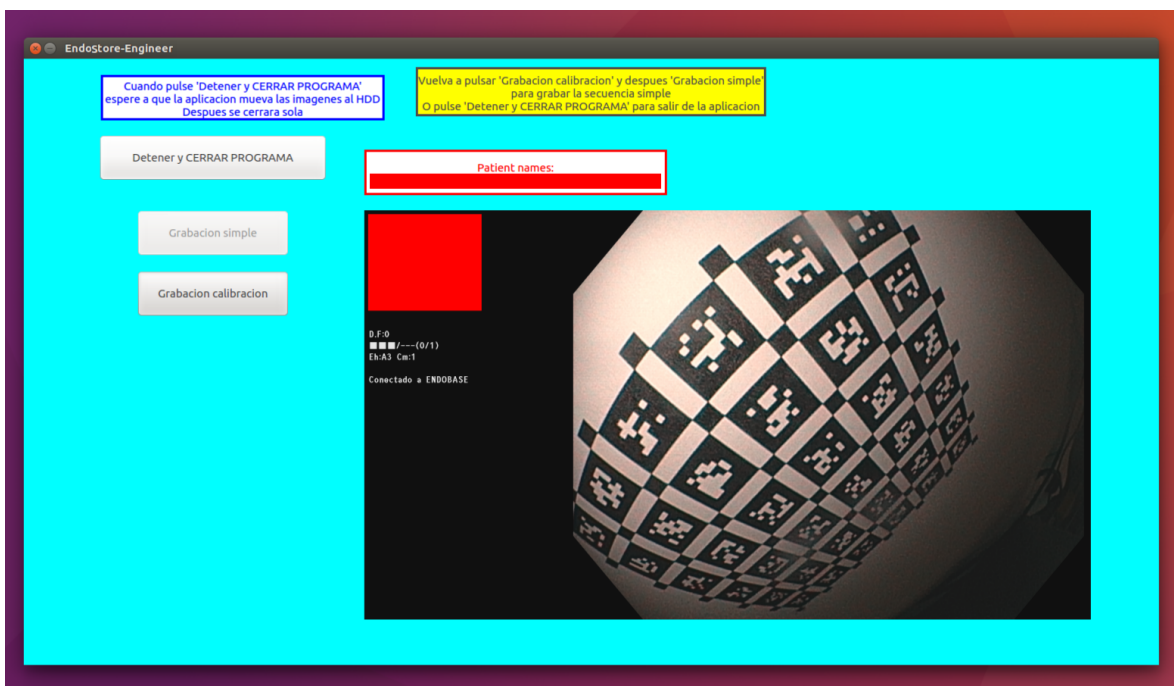 EndoStore-Engineer
Cuando pulse 'Detener y CERRAR PROGRAMA'
espere a que la aplicacion mueva las imagenes al HDD
Despues se cerrara sola
Vuelva a pulsar 'Grabacion calibracion' y despues 'Grabacion simple'
para grabar la secuencia simple
O pulse 'Detener y CERRAR PROGRAMA' para salir de la aplicacion
Detener y CERRAR PROGRAMA
Patient names:
Grabacion simple
Grabacion calibracion
D.F:0
■■■/---(0/1)
Eh:A3 Cm:1
Conectado a ENDOBASE